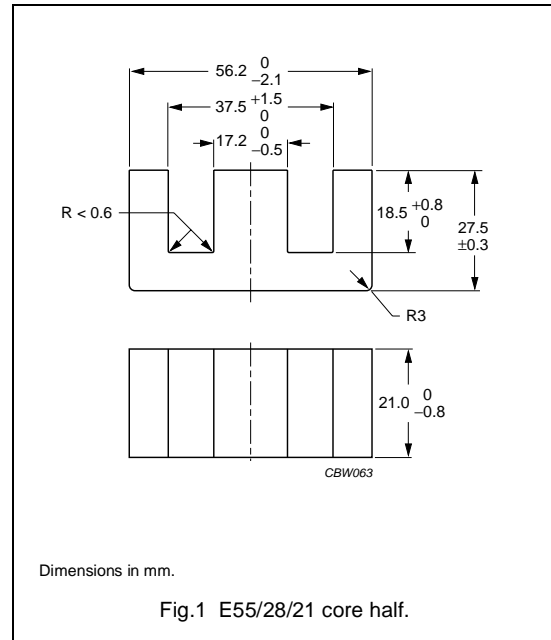 56.2 0 −2.1
37.5 +1.5 0
17.2 0 −0.5
R < 0.6
18.5 +0.8 0
27.5 ±0.3
R3
21.0 0 −0.8
CBW063
Dimensions in mm.
Fig.1 E55/28/21 core half.